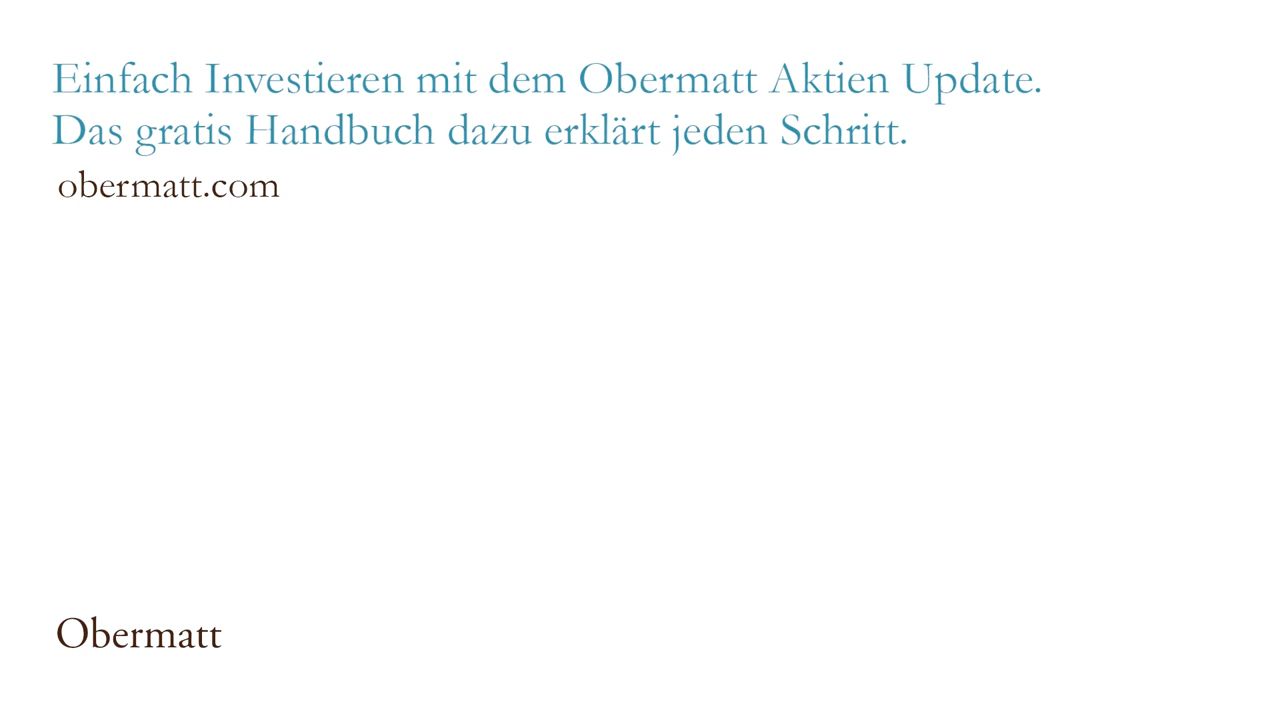 Einfach Investieren mit dem Obermatt Aktien Update.
Das gratis Handbuch dazu erklärt jeden Schritt.
obermatt.com
Obermatt